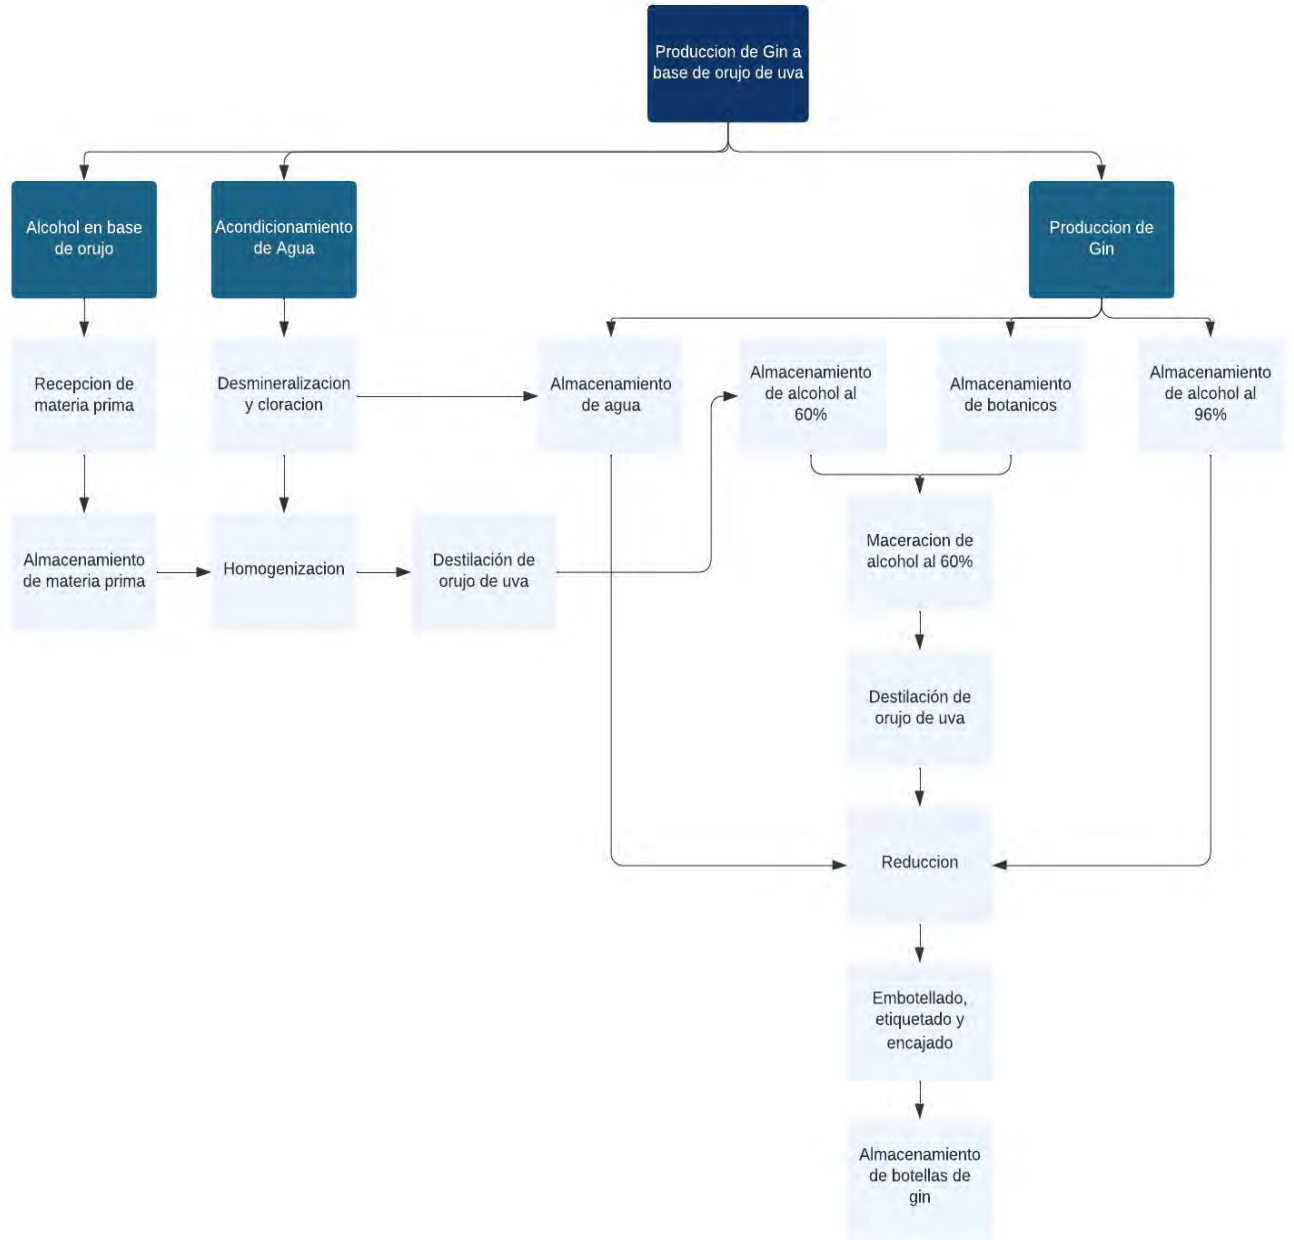 Produccion de Gin a
base de orujo de uva
Alcohol en base
de orujo
Acondicionamiento
de Agua
Produccion de
Gin
Recepcion de
materia prima
Desmineralizacion
y cloracion
Almacenamiento
de agua
Almacenamiento
de alcohol al
60%
Almacenamiento
de botanicos
Almacenamiento
de alcohol al
96%
Almacenamiento
de materia prima
Homogenizacion
Destilación de
orujo de uva
Maceracion de
alcohol al 60%
Destilación de
orujo de uva
Reduccion
Embotellado,
etiquetado y
encajado
Almacenamiento
de botellas de
gin